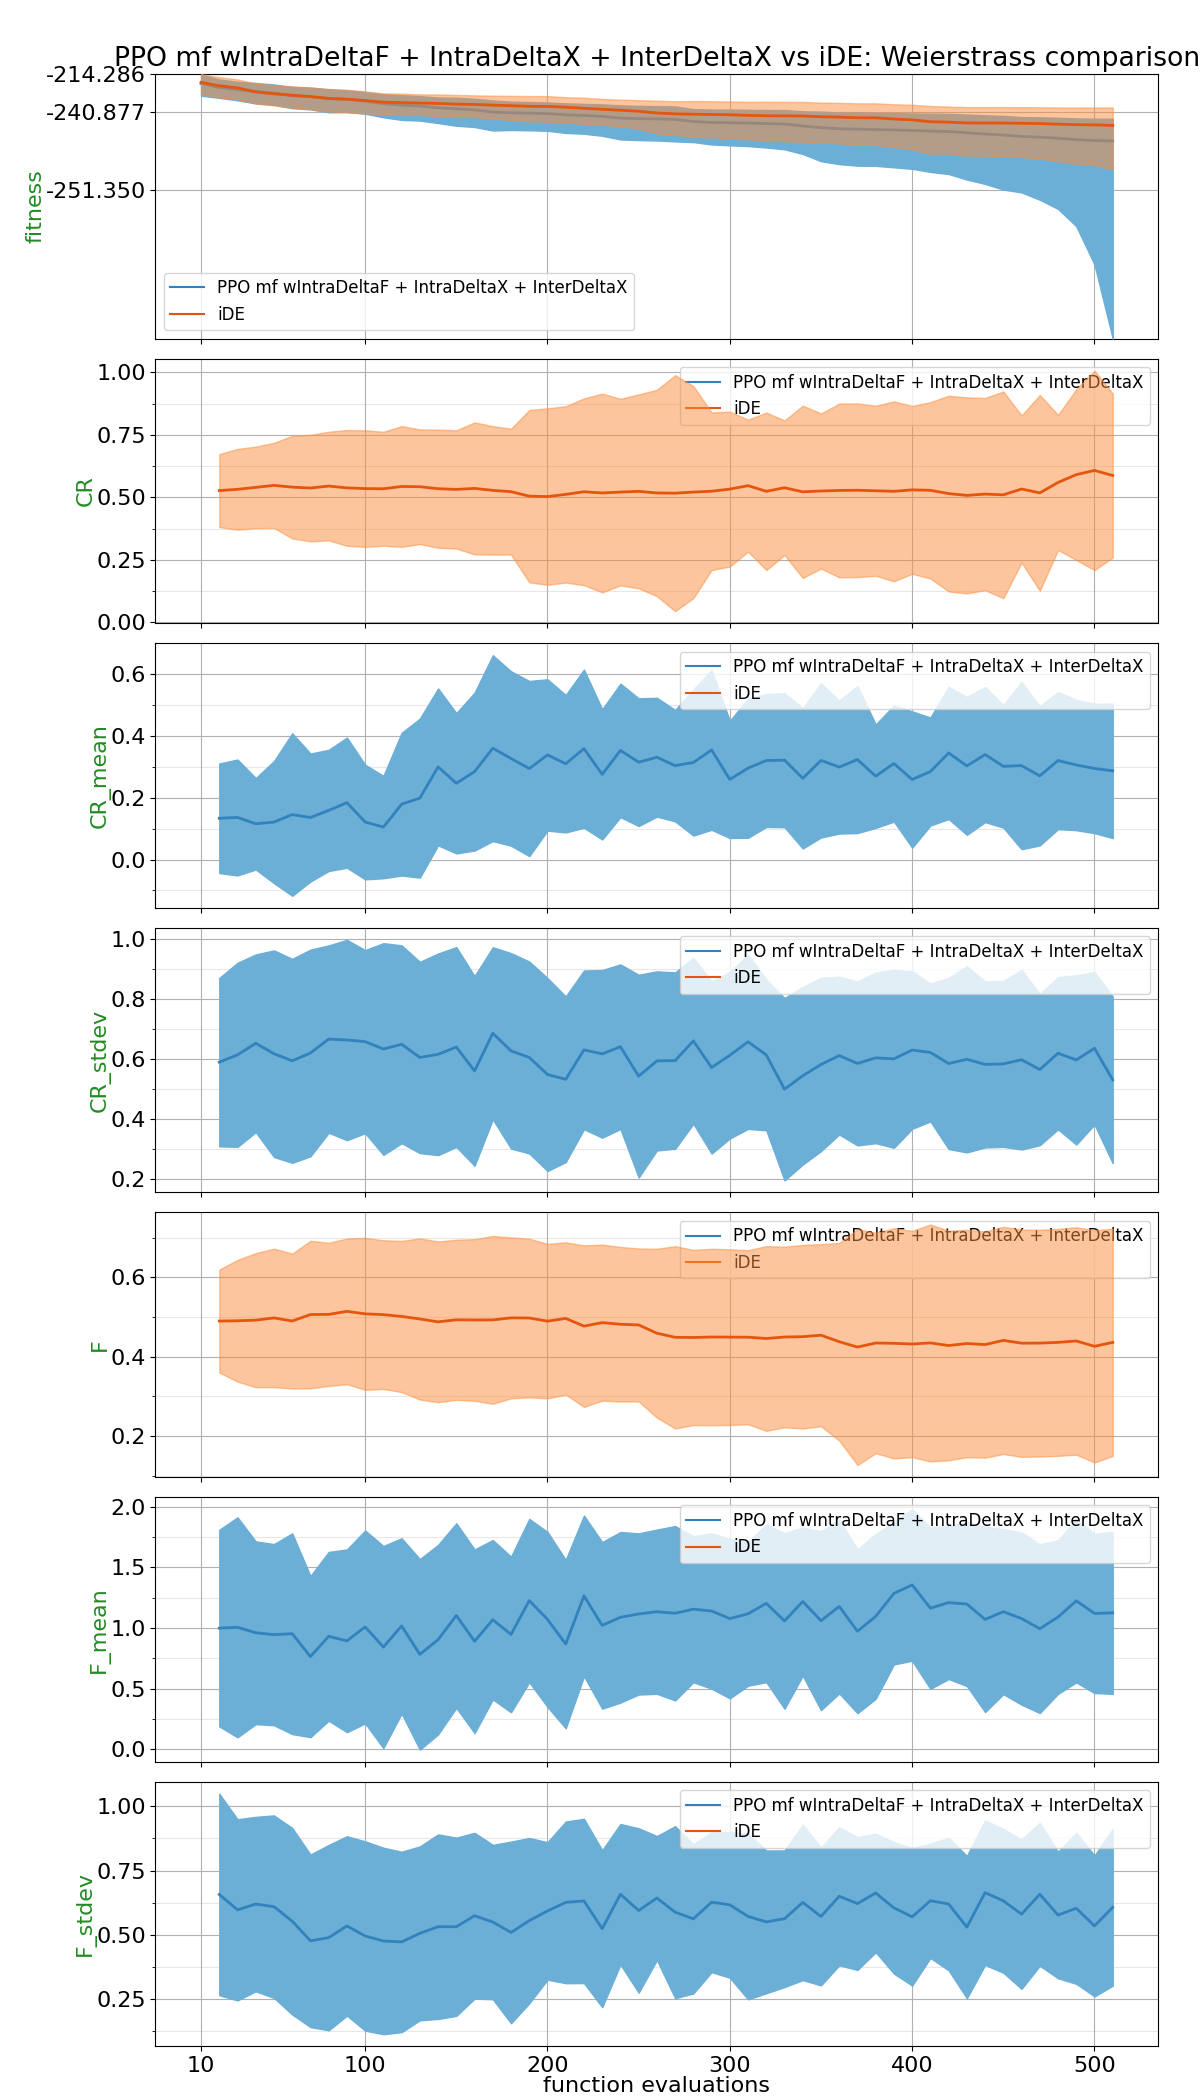 PPO mf wIntraDeltaF + IntraDeltaX + InterDeltaX vs iDE: Weierstrass comparison
-214.286
-240.877
-251.350
fitness
PPO mf wIntraDeltaF + IntraDeltaX + InterDeltaX
iDE
1.00
0.75
0.50
0.25
0.00
CR
PPO mf wIntraDeltaF + IntraDeltaX + InterDeltaX
iDE
0.6
0.4
0.2
0.0
CR_mean
PPO mf wIntraDeltaF + IntraDeltaX + InterDeltaX
iDE
1.0
0.8
0.6
0.4
0.2
CR_stdev
PPO mf wIntraDeltaF + IntraDeltaX + InterDeltaX
iDE
0.6
0.4
0.2
F
PPO mf wIntraDeltaF + IntraDeltaX + InterDeltaX
iDE
2.0
1.5
1.0
0.5
0.0
F_mean
PPO mf wIntraDeltaF + IntraDeltaX + InterDeltaX
iDE
1.00
0.75
0.50
0.25
F_stdev
PPO mf wIntraDeltaF + IntraDeltaX + InterDeltaX
iDE
10 100 200 300 400 500
function evaluations